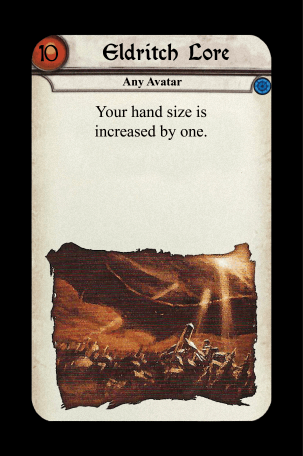 10
Eldritch Lore
Any Avatar
Your hand size is
increased by one.